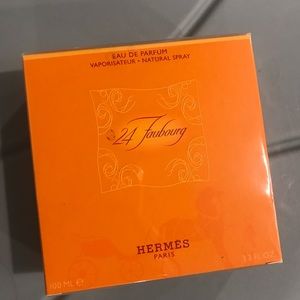 EAU DE PARFUM
VAPORISATEUR • NATURAL SPRAY
24 Faubourg
HERMÈS
PARIS
100 ML e
3.3 FL.OZ